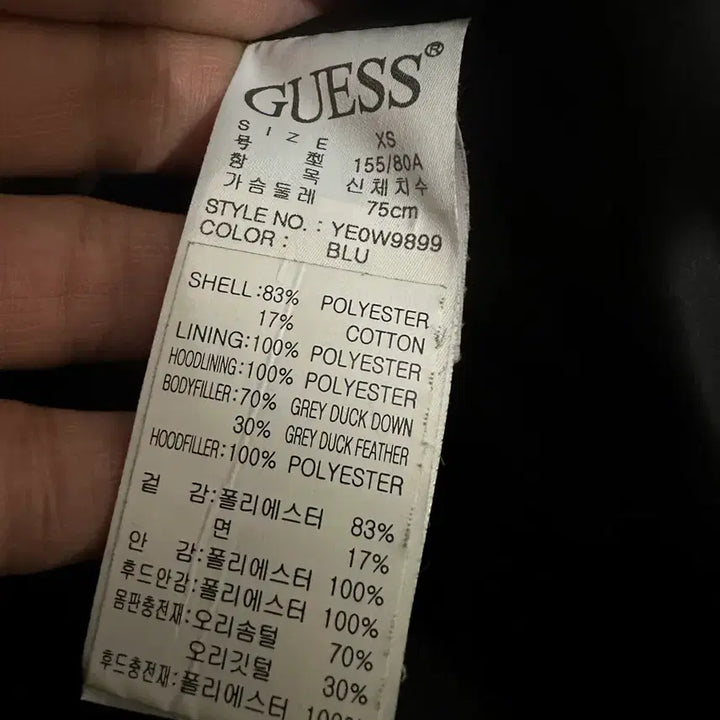 GUESS®
SIZE XS
号 型 155/80A
항 목 신체치수
가슴둘레 75cm
STYLE NO. : YE0W9899
COLOR : BLU
SHELL:83% POLYESTER
17% COTTON
LINING:100% POLYESTER
HOODLINING:100% POLYESTER
BODYFILLER:70% GREY DUCK DOWN
30% GREY DUCK FEATHER
HOODFILLER:100% POLYESTER
겉 감:폴리에스터 83%
면 17%
안 감:폴리에스터 100%
후드안감:폴리에스터 100%
몸판충전재:오리솜털 70%
오리깃털 30%
후드충전재:폴리에스터 100%